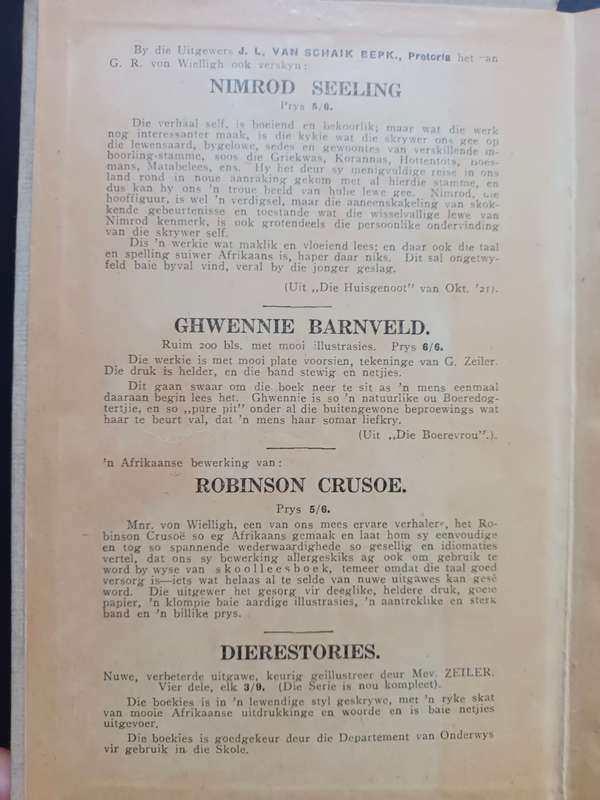 By die Uitgewers J. L. VAN SCHAIK BEPK., Pretoria het van
G. R. von Wielligh ook verskyn:
NIMROD SEELING
Prys 5/6.
Die verhaal self, is boeiend en bekoorlik; maar wat die werk
nog interessanter maak, is die kykie wat die skrywer ons gee op
die lewensaard, bygelowe, sedes en gewoontes van verskillende in-
boorling-stamme, soos die Griekwas, Korannas, Hottentots, Boes-
mans, Matabelees, ens. Hy het deur sy menigvuldige reise in ons
land rond in noue aanraking gekom met al hierdie stamme, en
dus kan hy ons 'n troue beeld van hulle lewe gee. Nimrod, die
hooffiguur, is wel 'n verdigsel, maar die aaneenskakeling van skok-
kende gebeurtenisse en toestande wat die wisselvallige lewe van
Nimrod kenmerk, is ook grotendeels die persoonlike ondervinding
van die skrywer self.
Dis 'n werkie wat maklik en vloeiend lees; en daar ook die taal
en spelling suiwer Afrikaans is, haper daar niks. Dit sal ongetwy-
feld baie byval vind, veral by die jonger geslag.
(Uit „Die Huisgenoot" van Okt. '21).
GHWENNIE BARNVELD.
Ruim 200 bls. met mooi illustrasies. Prys 6/6.
Die werkie is met mooi plate voorsien, tekeninge van G. Zeiler.
Die druk is helder, en die band stewig en netjies.
Dit gaan swaar om die boek neer te sit as 'n mens eenmaal
daaraan begin lees het. Ghwennie is so 'n natuurlike ou Boeredog-
tertjie, en so „pure pit" onder al die buitengewone beproewings wat
haar te beurt val, dat 'n mens haar somar liefkry.
(Uit „Die Boerevrou".).
'n Afrikaanse bewerking van:
ROBINSON CRUSOE.
Prys 5/6.
Mnr. von Wielligh, een van ons mees ervare verhalers, het Ro-
binson Crusoë so eg Afrikaans gemaak en laat hom sy eenvoudige
en tog so spannende wederwaardighede so gesellig en idiomaties
vertel, dat ons sy bewerking allergeskiks ag ook om gebruik te
word by wyse van skoolleesboek, temeer omdat die taal goed
versorg is—iets wat helaas al te selde van nuwe uitgawes kan gesê
word. Die uitgewer het gesorg vir deeglike, heldere druk, goeie
papier, 'n klompie baie aardige illustrasies, 'n aantreklike en sterk
band en 'n billike prys.
DIERESTORIES.
Nuwe, verbeterde uitgawe, keurig geillustreer deur Mev. ZEILER.
Vier dele, elk 3/9. (Die Serie is nou kompleet).
Die boekies is in 'n lewendige styl geskrywe, met 'n ryke skat
van mooie Afrikaanse uitdrukkinge en woorde en is baie netjies
uitgevoer.
Die boekies is goedgekeur deur die Departement van Onderwys
vir gebruik in die Skole.